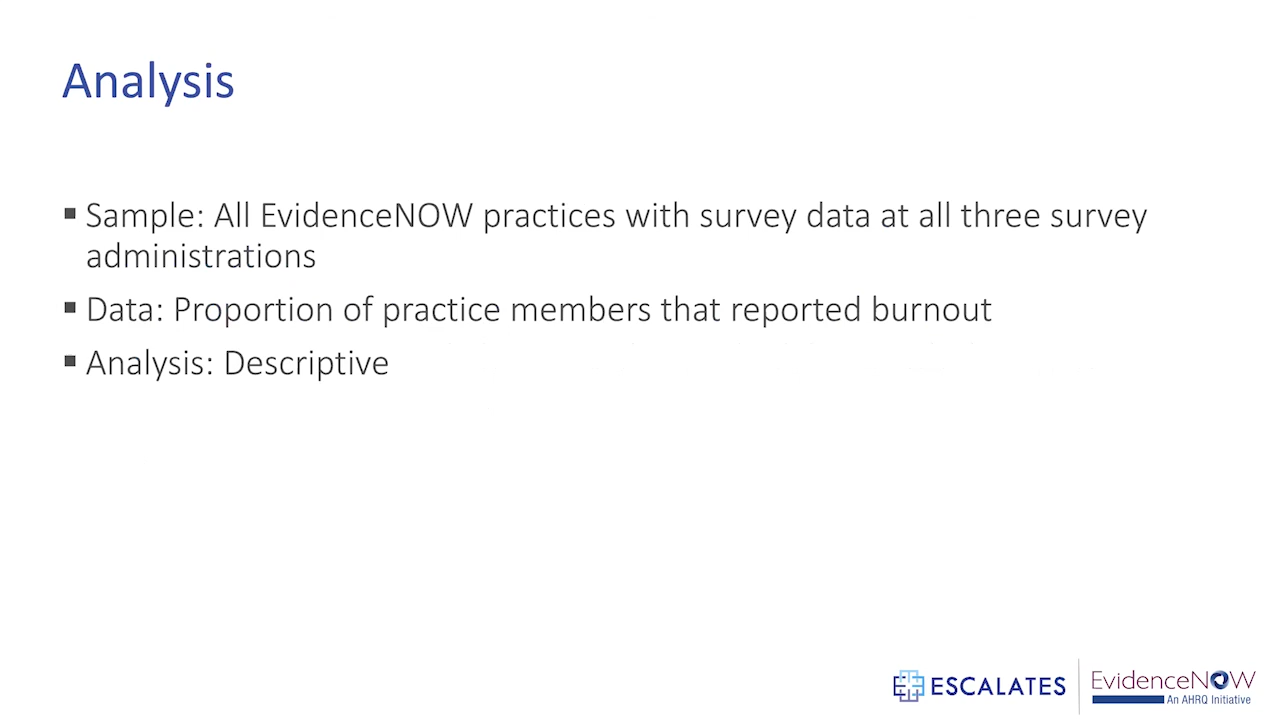 Analysis
▪ Sample: All EvidenceNOW practices with survey data at all three survey
administrations
▪ Data: Proportion of practice members that reported burnout
▪ Analysis: Descriptive
ESCALATES
EvidenceNOW
An AHRQ Initiative